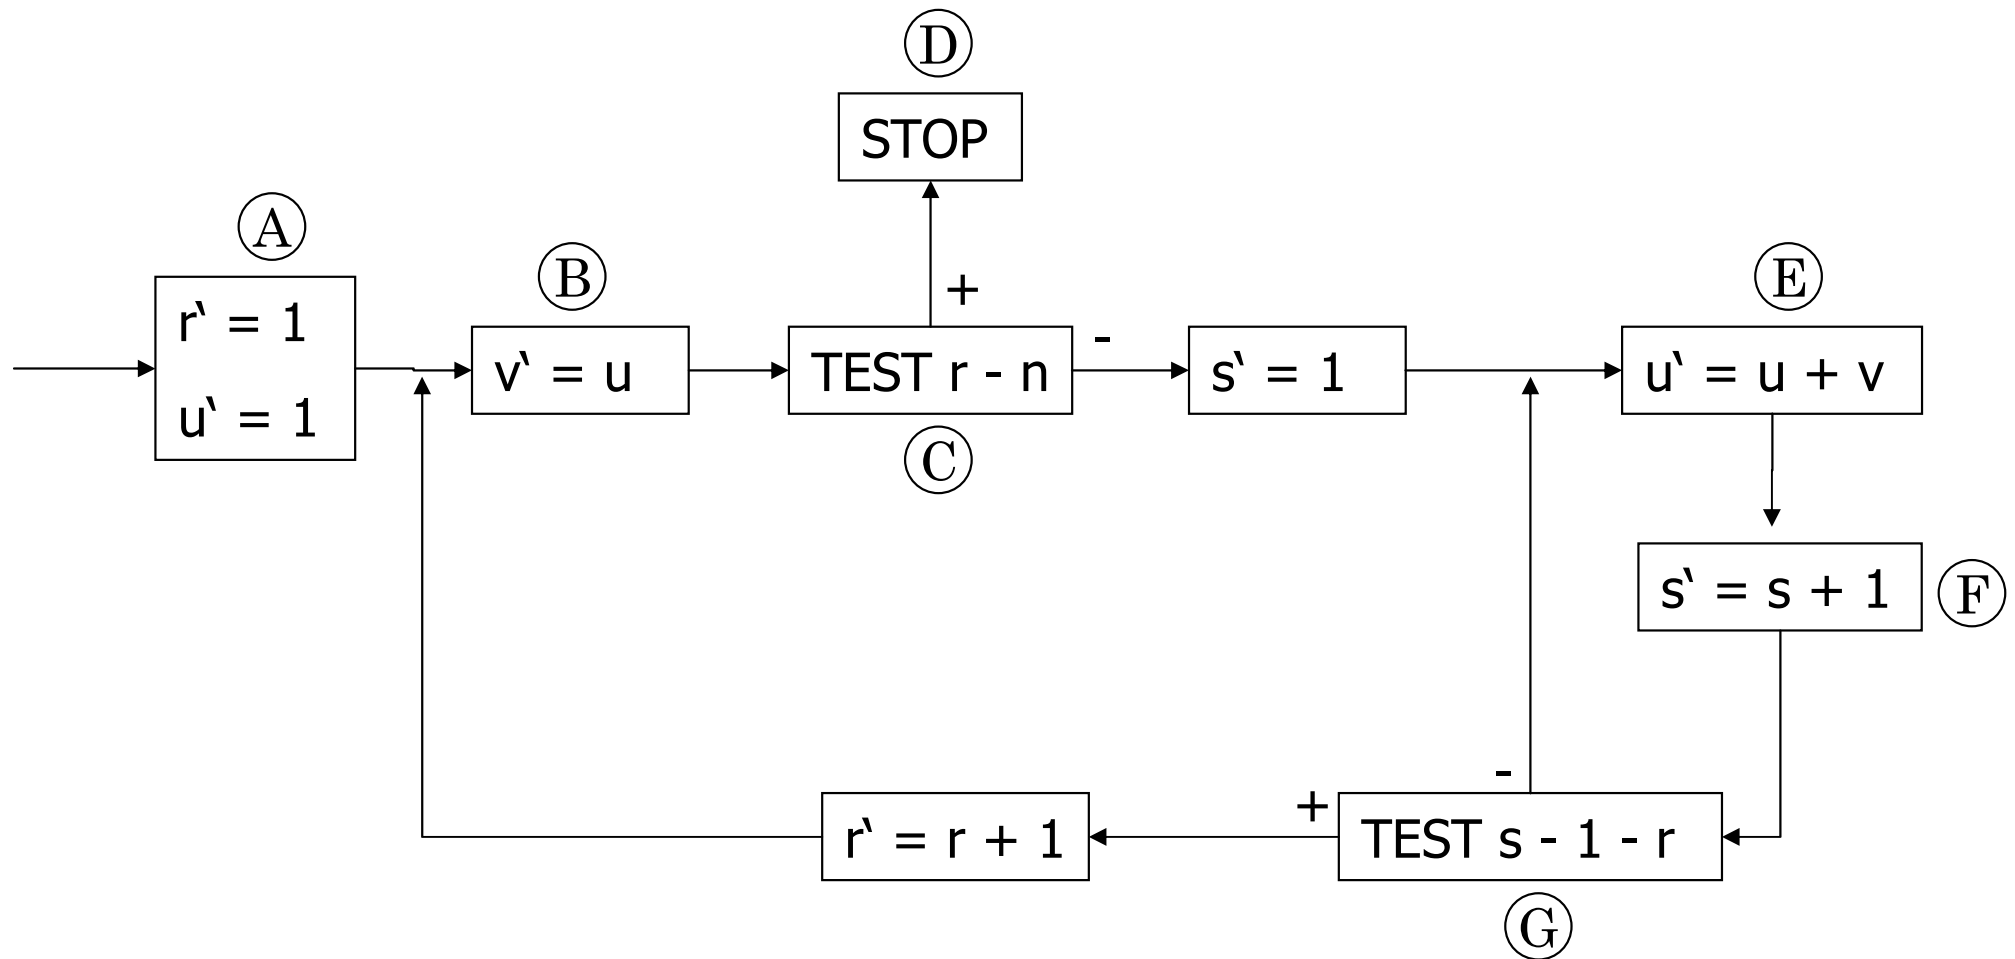 D
STOP
A
r‘ = 1
u‘ = 1
B
v‘ = u
+
TEST r - n
C
-
s‘ = 1
E
u‘ = u + v
s‘ = s + 1
F
r‘ = r + 1
+
-
TEST s - 1 - r
G